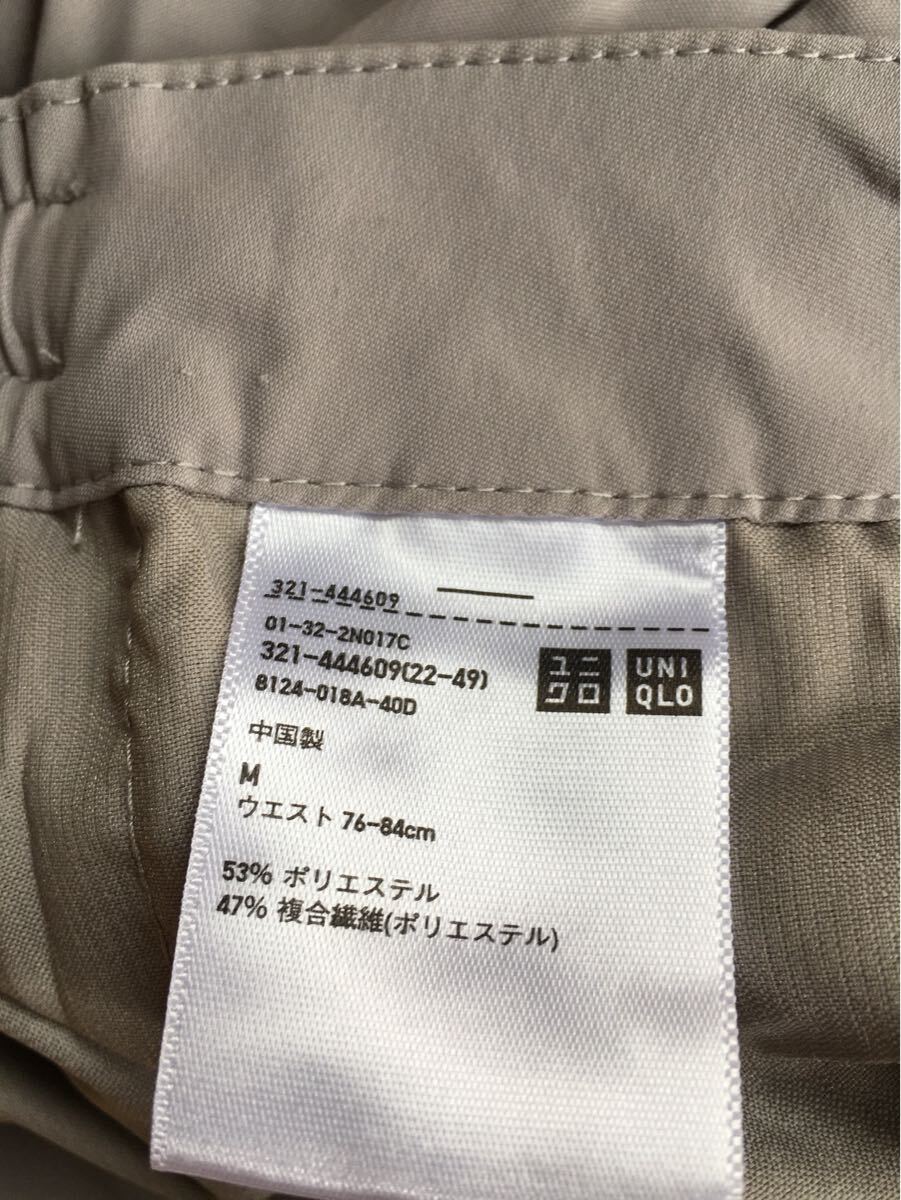 321-444609
01-32-2N017C
321-444609(22-49)
8124-018A-40D
ユニ
クロ
UNI
QLO
中国製
M
ウエスト 76-84cm
53% ポリエステル
47% 複合繊維(ポリエステル)